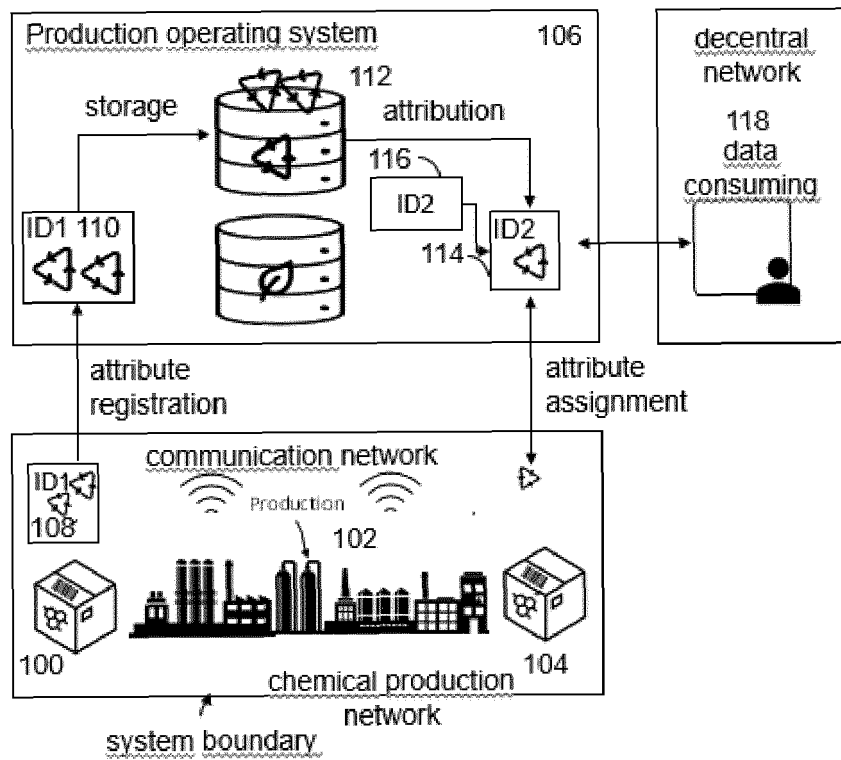 Production operating system
106
decentral
network
118
data
consuming
112
storage
attribution
116
ID2
ID1 110
ID2
114
attribute
registration
attribute
assignment
communication network
ID1
108
Production
102
100
104
chemical production
network
system boundary